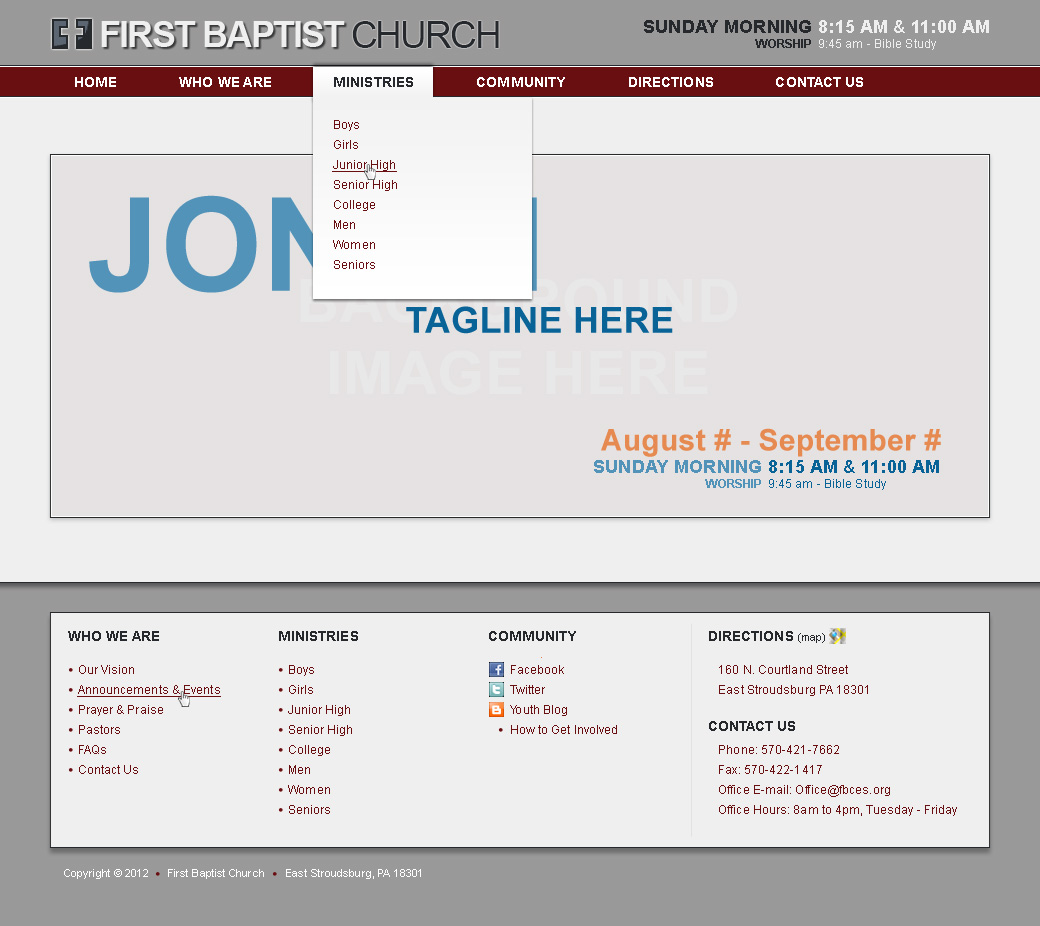 FIRST BAPTIST CHURCH
SUNDAY MORNING 8:15 AM & 11:00 AM
WORSHIP 9:45 am - Bible Study
HOME WHO WE ARE MINISTRIES COMMUNITY DIRECTIONS CONTACT US
Boys
Girls
Junior High
Senior High
College
Men
Women
Seniors
TAGLINE HERE
IMAGE HERE
August # - September #
SUNDAY MORNING 8:15 AM & 11:00 AM
WORSHIP 9:45 am - Bible Study
WHO WE ARE
• Our Vision
• Announcements & Events
• Prayer & Praise
• Pastors
• FAQs
• Contact Us
MINISTRIES
• Boys
• Girls
• Junior High
• Senior High
• College
• Men
• Women
• Seniors
COMMUNITY
Facebook
Twitter
Youth Blog
• How to Get Involved
DIRECTIONS (map)
160 N. Courtland Street
East Stroudsburg PA 18301
CONTACT US
Phone: 570-421-7662
Fax: 570-422-1417
Office E-mail: Office@fbces.org
Office Hours: 8am to 4pm, Tuesday - Friday
Copyright © 2012 • First Baptist Church • East Stroudsburg, PA 18301